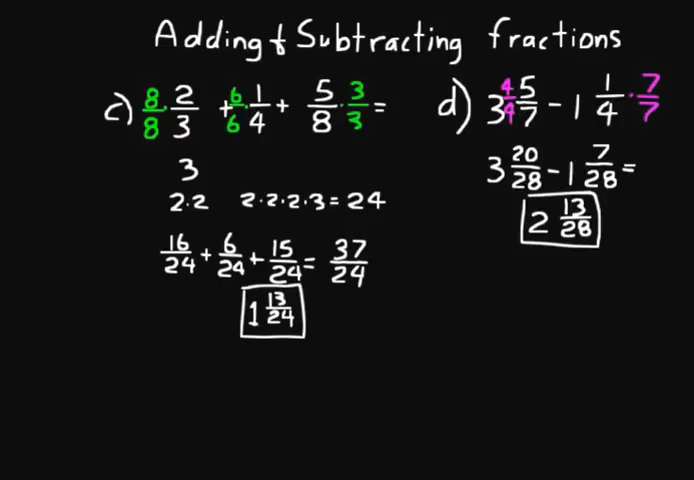 Adding & Subtracting fractions
c) 8/8 · 2/3 + 6/6 · 1/4 + 5/8 · 3/3 =
3
2·2 2·2·2·3=24
16/24 + 6/24 + 15/24 = 37/24
1 13/24
d) 3 4/4 5/7 - 1 1/4 · 7/7
3 20/28 - 1 7/28 =
2 13/28